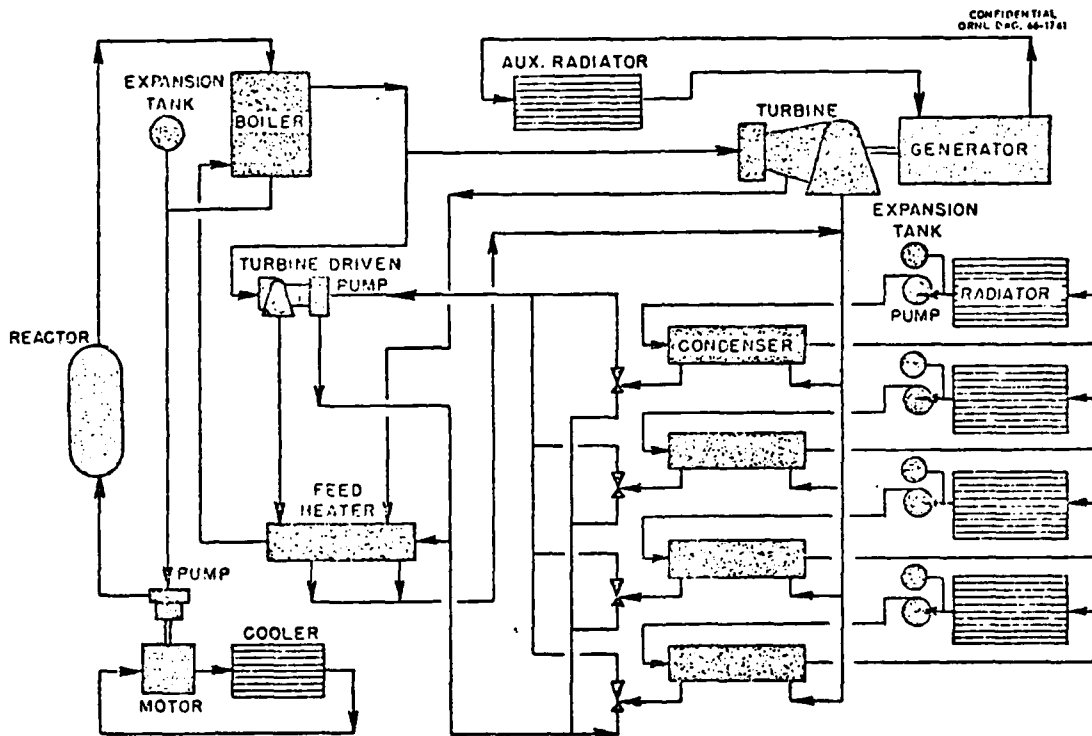 CONFIDENTIAL
ORNL DWG. 66-1761
EXPANSION
TANK
BOILER
AUX. RADIATOR
TURBINE
GENERATOR
EXPANSION
TANK
TURBINE DRIVEN
PUMP
RADIATOR
PUMP
REACTOR
CONDENSER
FEED
HEATER
PUMP
COOLER
MOTOR